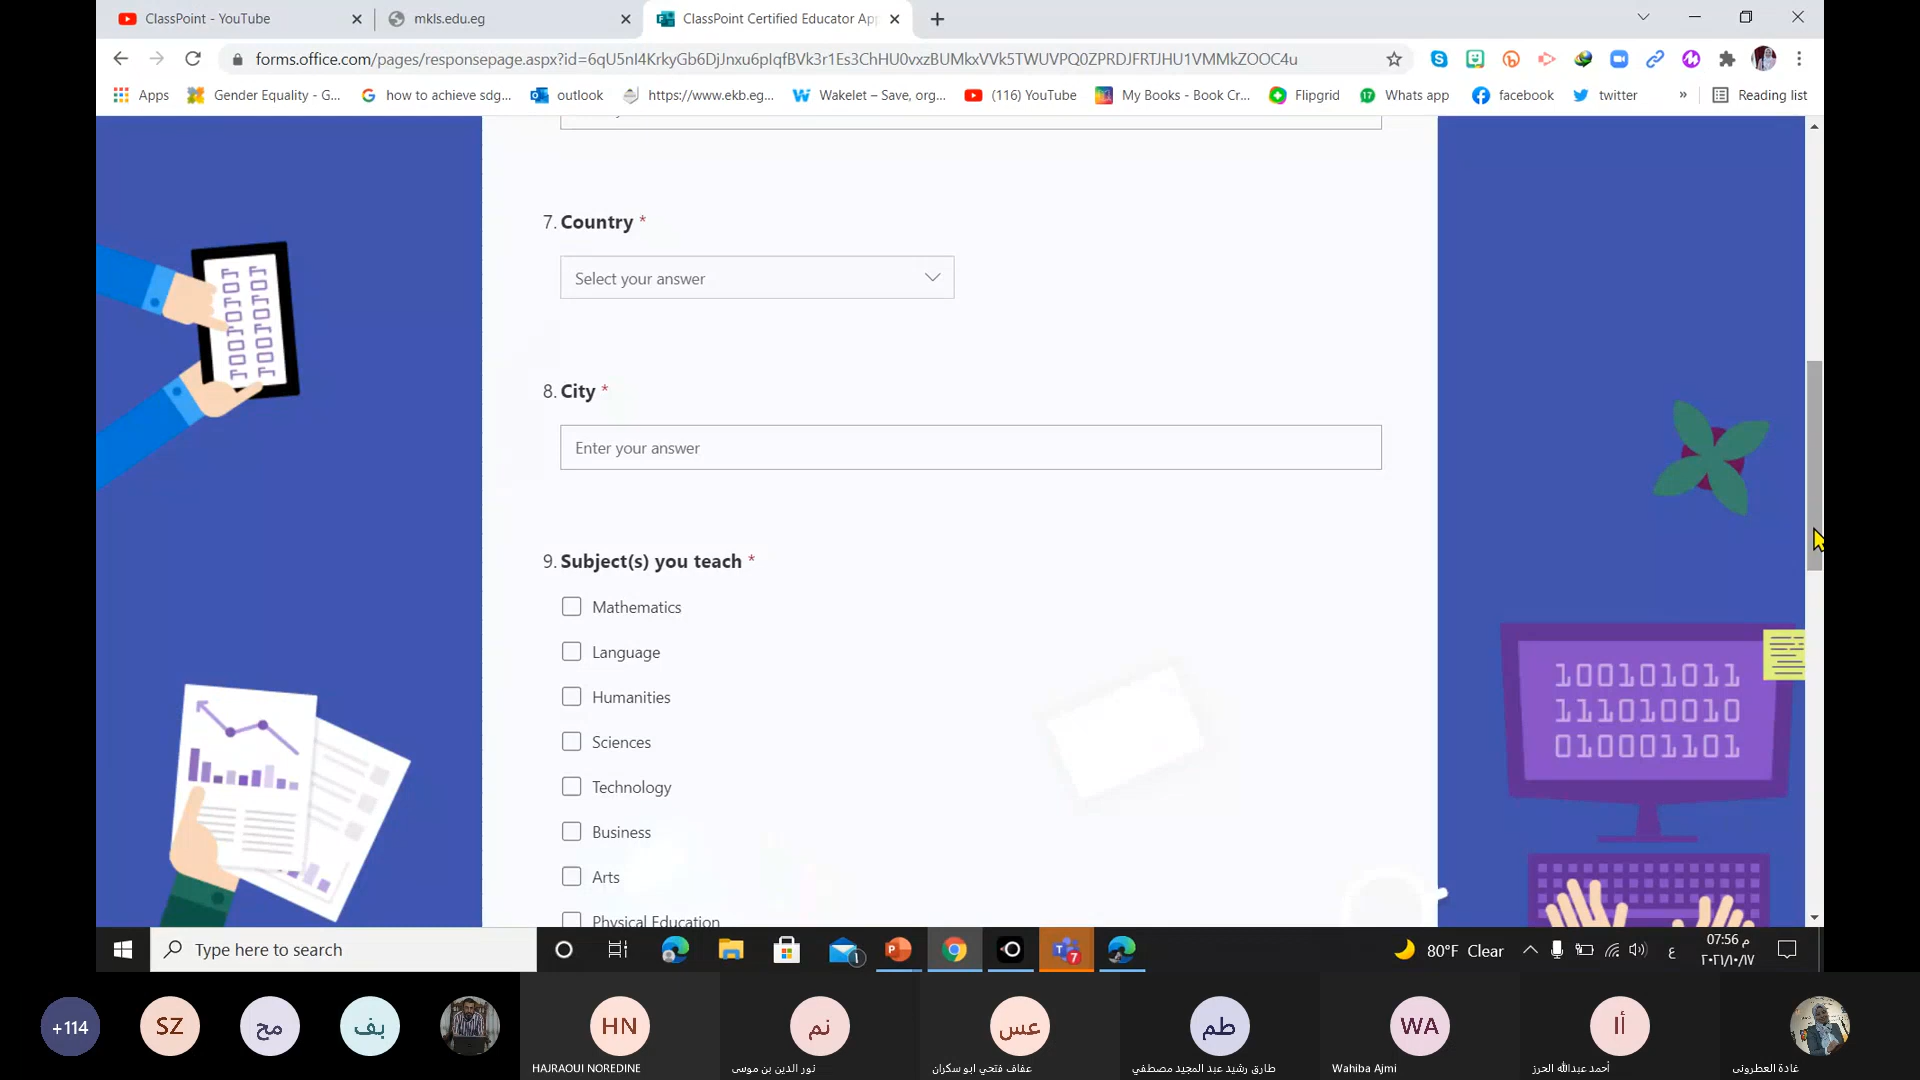 ClassPoint - YouTube
mkls.edu.eg
ClassPoint Certified Educator Ap
forms.office.com/pages/responsepage.aspx?id=6qU5nI4KrkyGb6DjJnxu6pIqfBVk3r1Es3ChHU0vxzBUMkxVVk5TWUVPQ0ZPRDJFRTJHU1VMMkZOOC4u
Apps
Gender Equality - G...
how to achieve sdg...
outlook
https://www.ekb.eg...
Wakelet – Save, org...
(116) YouTube
My Books - Book Cr...
Flipgrid
17
Whats app
facebook
twitter
»
Reading list
7. Country *
Select your answer
8. City *
Enter your answer
9. Subject(s) you teach *
Mathematics
Language
Humanities
Sciences
Technology
Business
Arts
Physical Education
100101011
111010010
010001101
Type here to search
7
80°F Clear
ع
07:56 م
٢٠٢١/١٠/١٧
+114
SZ
مح
بف
HN
نم
عس
طم
WA
أا
HAJRAOUI NOREDINE
نور الدين بن موسى
عفاف فتحي ابو سكران
طارق رشيد عبد المجيد مصطفي
Wahiba Ajmi
أحمد عبدالله الحرز
غادة العطرونى